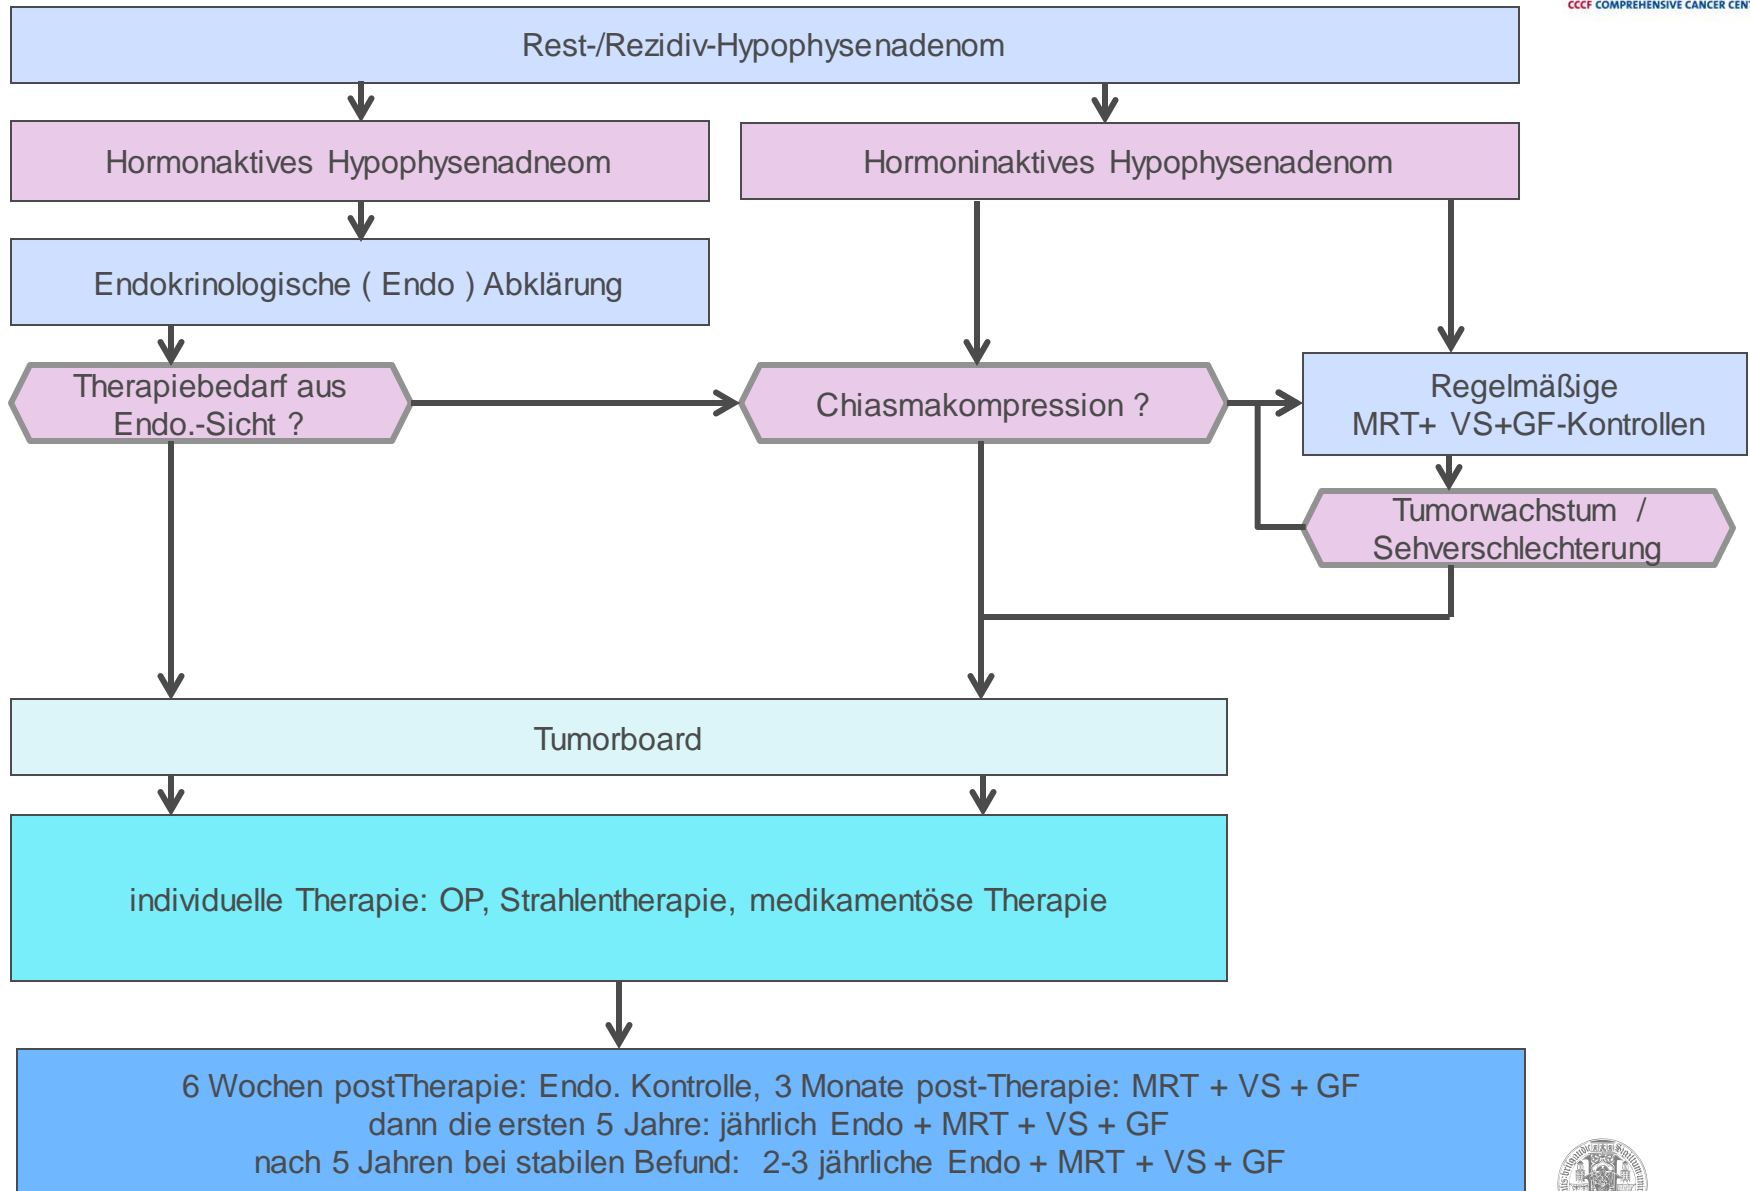 CCCF COMPREHENSIVE CANCER CENT
Rest-/Rezidiv-Hypophysenadenom
Hormonaktives Hypophysenadneom
Hormoninaktives Hypophysenadenom
Endokrinologische ( Endo ) Abklärung
Therapiebedarf aus
Endo.-Sicht ?
Chiasmakompression ?
Regelmäßige
MRT+ VS+GF-Kontrollen
Tumorwachstum /
Sehverschlechterung
Tumorboard
individuelle Therapie: OP, Strahlentherapie, medikamentöse Therapie
6 Wochen postTherapie: Endo. Kontrolle, 3 Monate post-Therapie: MRT + VS + GF
dann die ersten 5 Jahre: jährlich Endo + MRT + VS + GF
nach 5 Jahren bei stabilen Befund: 2-3 jährliche Endo + MRT + VS + GF